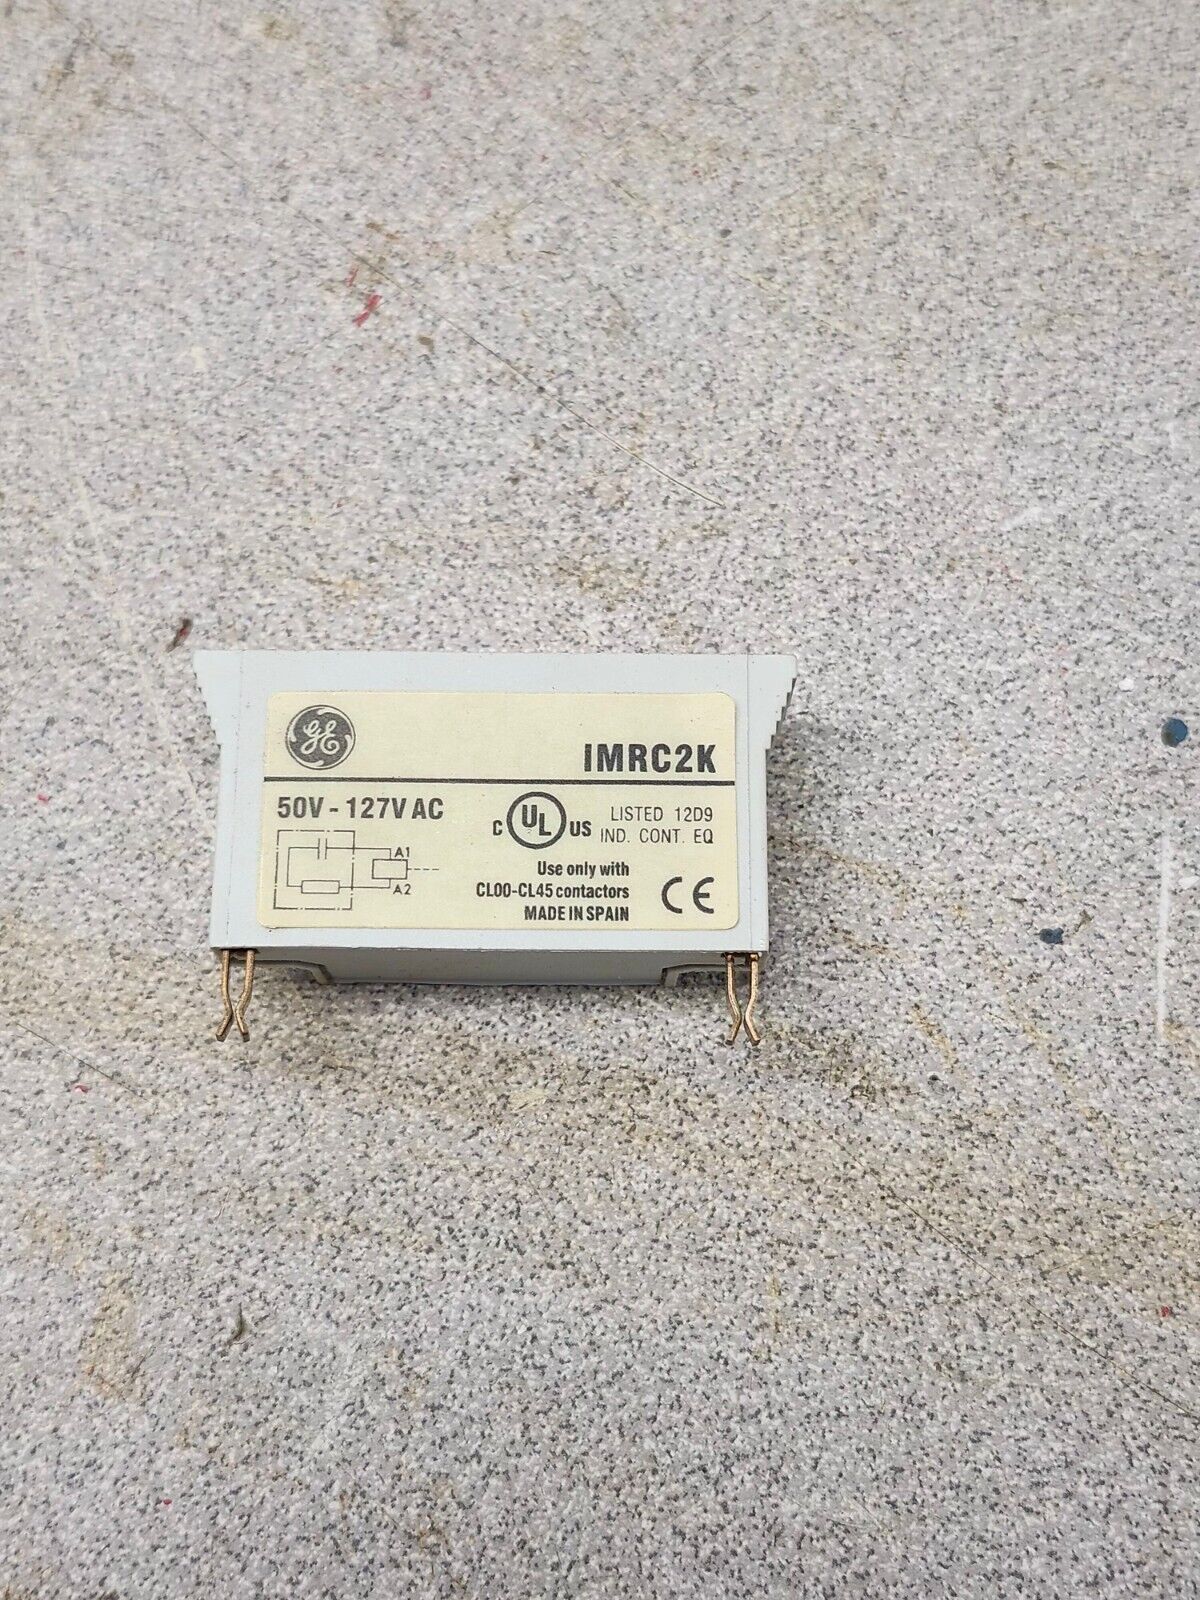 GE
IMRC2K
50V - 127V AC
C UL US
LISTED 12D9
IND. CONT. EQ
A1
A2
Use only with
CL00-CL45 contactors
MADE IN SPAIN
CE